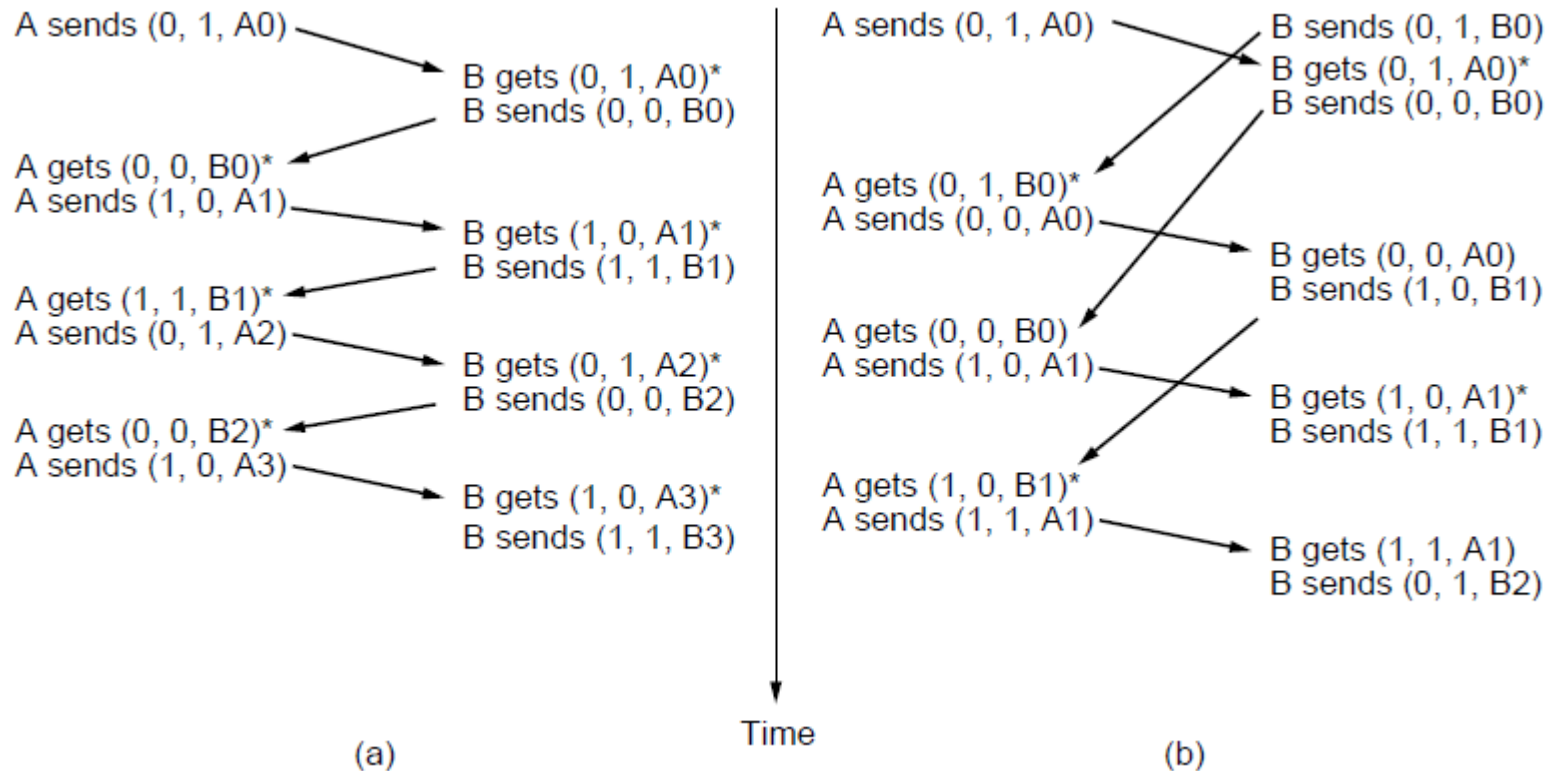 A sends (0, 1, A0)
B gets (0, 1, A0)*
B sends (0, 0, B0)
A gets (0, 0, B0)*
A sends (1, 0, A1)
B gets (1, 0, A1)*
B sends (1, 1, B1)
A gets (1, 1, B1)*
A sends (0, 1, A2)
B gets (0, 1, A2)*
B sends (0, 0, B2)
A gets (0, 0, B2)*
A sends (1, 0, A3)
B gets (1, 0, A3)*
B sends (1, 1, B3)
(a)
Time
A sends (0, 1, A0)
B sends (0, 1, B0)
B gets (0, 1, A0)*
B sends (0, 0, B0)
A gets (0, 1, B0)*
A sends (0, 0, A0)
B gets (0, 0, A0)
B sends (1, 0, B1)
A gets (0, 0, B0)
A sends (1, 0, A1)
B gets (1, 0, A1)*
B sends (1, 1, B1)
A gets (1, 0, B1)*
A sends (1, 1, A1)
B gets (1, 1, A1)
B sends (0, 1, B2)
(b)